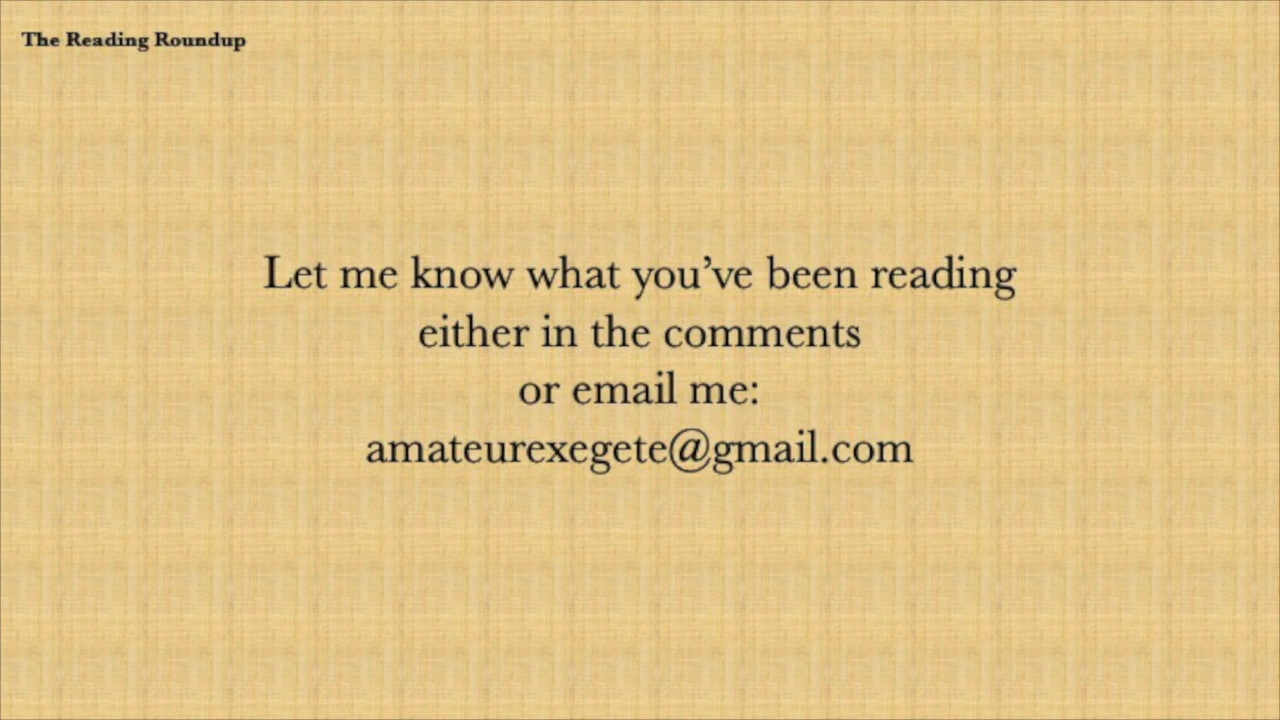 The Reading Roundup
Let me know what you’ve been reading
either in the comments
or email me:
amateurexegete@gmail.com